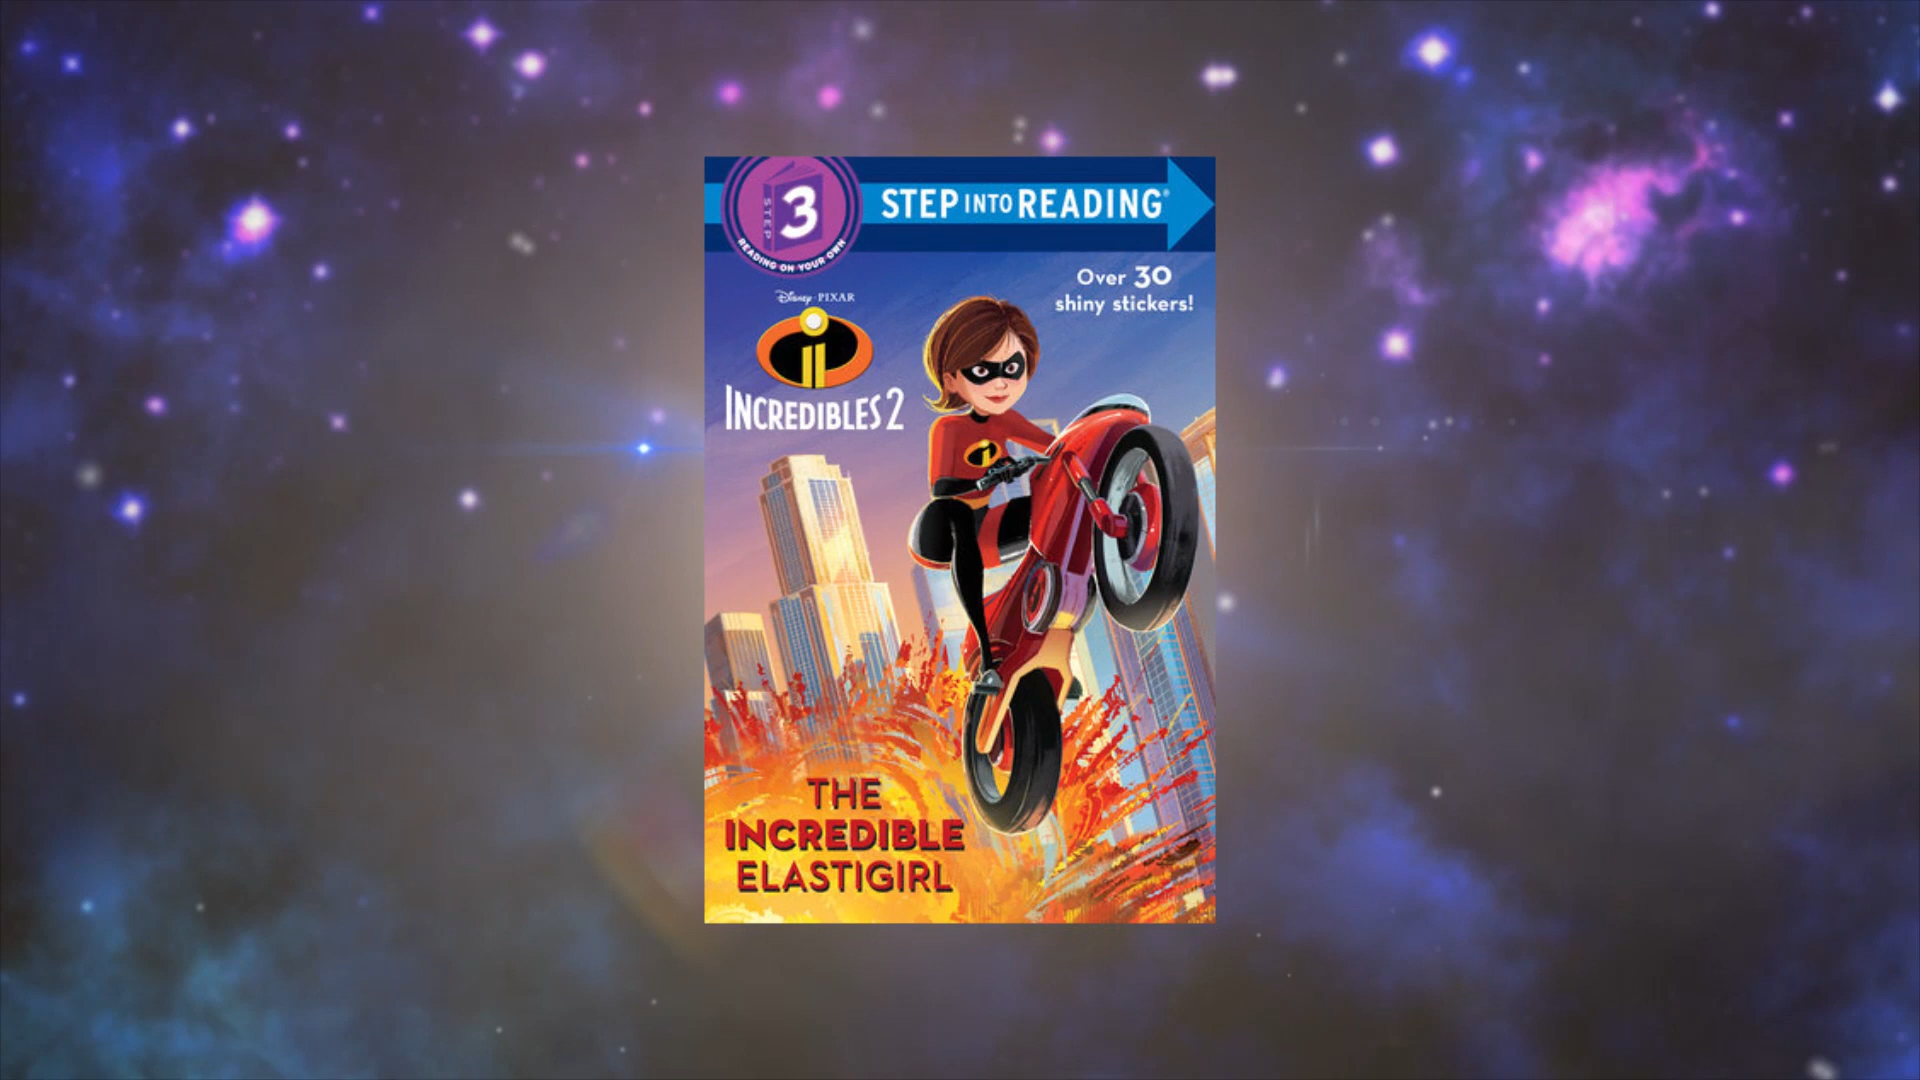 STEP 3
READING ON YOUR OWN
STEP INTO READING®
Over 30
shiny stickers!
Disney·PIXAR
INCREDIBLES 2
THE
INCREDIBLE
ELASTIGIRL